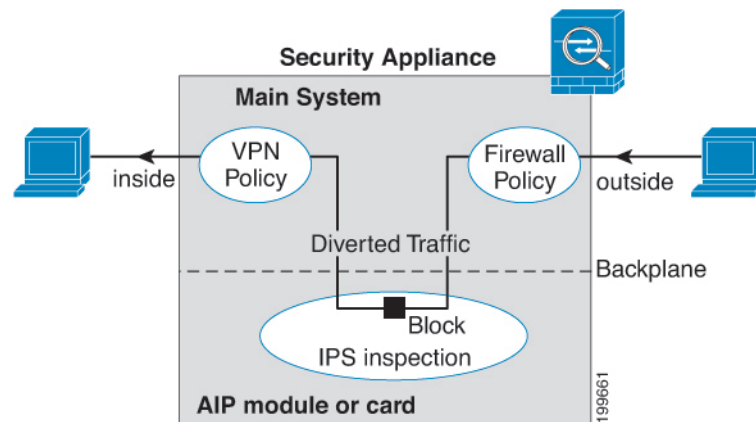 Security Appliance
Main System
VPN
Policy
Firewall
Policy
inside
outside
Diverted Traffic
Backplane
Block
IPS inspection
AIP module or card
199661